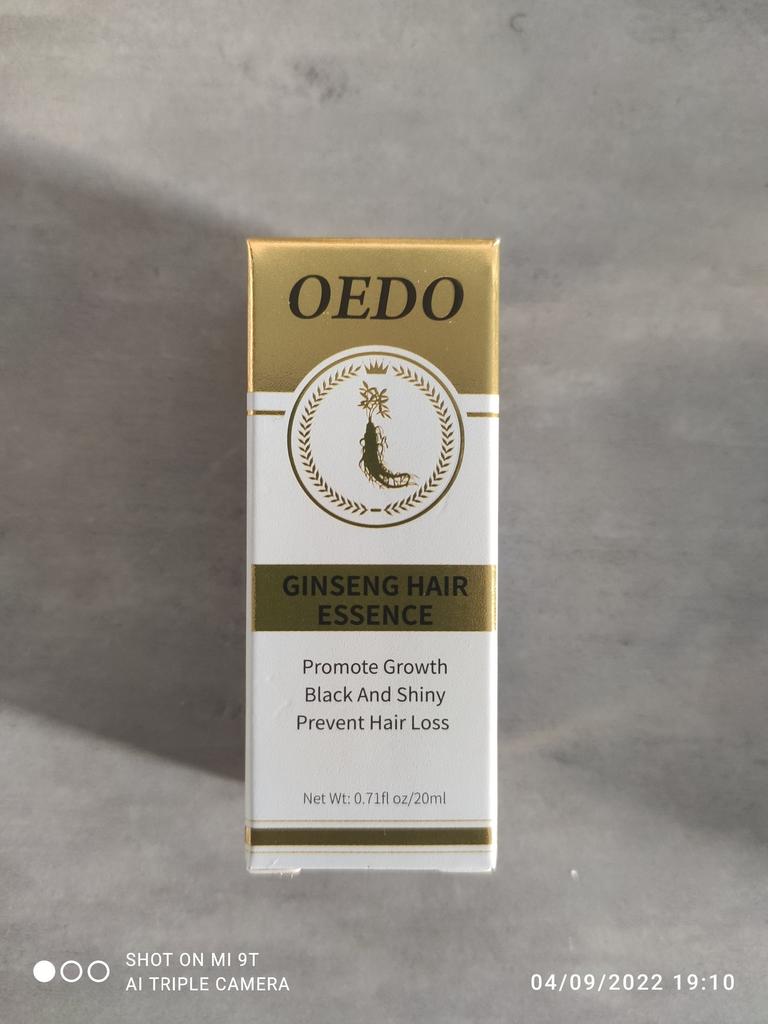 OEDO
GINSENG HAIR
ESSENCE
Promote Growth
Black And Shiny
Prevent Hair Loss
Net Wt: 0.71fl oz/20ml
SHOT ON MI 9T
AI TRIPLE CAMERA
04/09/2022 19:10